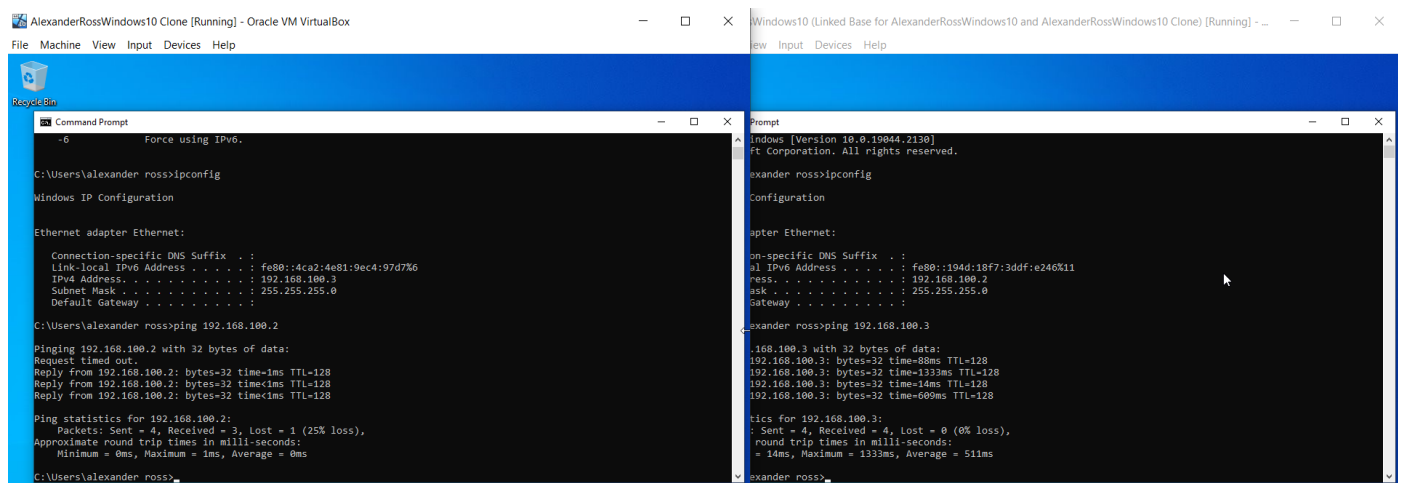 AlexanderRossWindows10 Clone [Running] - Oracle VM VirtualBox
File Machine View Input Devices Help
Recycle Bin
Command Prompt
-6 Force using IPv6.
C:\Users\alexander ross>ipconfig
Windows IP Configuration
Ethernet adapter Ethernet:
Connection-specific DNS Suffix . :
Link-local IPv6 Address . . . . . : fe80::4ca2:4e81:9ec4:97d7%6
IPv4 Address. . . . . . . . . . . : 192.168.100.3
Subnet Mask . . . . . . . . . . . : 255.255.255.0
Default Gateway . . . . . . . . . :
C:\Users\alexander ross>ping 192.168.100.2
Pinging 192.168.100.2 with 32 bytes of data:
Request timed out.
Reply from 192.168.100.2: bytes=32 time=1ms TTL=128
Reply from 192.168.100.2: bytes=32 time<1ms TTL=128
Reply from 192.168.100.2: bytes=32 time<1ms TTL=128
Ping statistics for 192.168.100.2:
Packets: Sent = 4, Received = 3, Lost = 1 (25% loss),
Approximate round trip times in milli-seconds:
Minimum = 0ms, Maximum = 1ms, Average = 0ms
C:\Users\alexander ross>
sWindows10 (Linked Base for AlexanderRossWindows10 and AlexanderRossWindows10 Clone) [Running] - ...
iew Input Devices Help
Prompt
indows [Version 10.0.19044.2130]
ft Corporation. All rights reserved.
exander ross>ipconfig
Configuration
apter Ethernet:
on-specific DNS Suffix . :
al IPv6 Address . . . . . : fe80::194d:18f7:3ddf:e246%11
ress. . . . . . . . . . . : 192.168.100.2
ask . . . . . . . . . . . : 255.255.255.0
Gateway . . . . . . . . . :
exander ross>ping 192.168.100.3
.168.100.3 with 32 bytes of data:
192.168.100.3: bytes=32 time=88ms TTL=128
192.168.100.3: bytes=32 time=1333ms TTL=128
192.168.100.3: bytes=32 time=14ms TTL=128
192.168.100.3: bytes=32 time=609ms TTL=128
tics for 192.168.100.3:
: Sent = 4, Received = 4, Lost = 0 (0% loss),
round trip times in milli-seconds:
= 14ms, Maximum = 1333ms, Average = 511ms
exander ross>